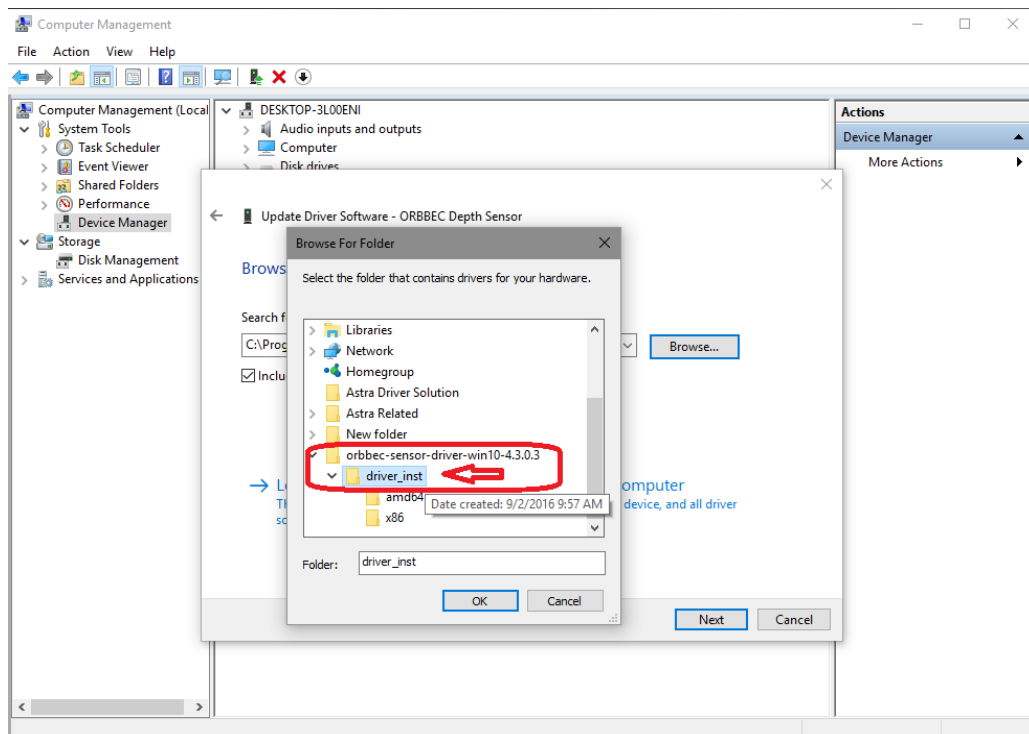 Computer Management
File Action View Help
Computer Management (Local
System Tools
Task Scheduler
Event Viewer
Shared Folders
Performance
Device Manager
Storage
Disk Management
Services and Applications
DESKTOP-3L00ENI
Audio inputs and outputs
Computer
Disk drives
Actions
Device Manager
More Actions
Update Driver Software - ORBBEC Depth Sensor
Brows
Search f
C:\Prog
Browse...
Inclu
omputer
device, and all driver
Next
Cancel
Browse For Folder
Select the folder that contains drivers for your hardware.
Libraries
Network
Homegroup
Astra Driver Solution
Astra Related
New folder
orbbec-sensor-driver-win10-4.3.0.3
driver_inst
amd64
x86
Date created: 9/2/2016 9:57 AM
Folder:
driver_inst
OK
Cancel